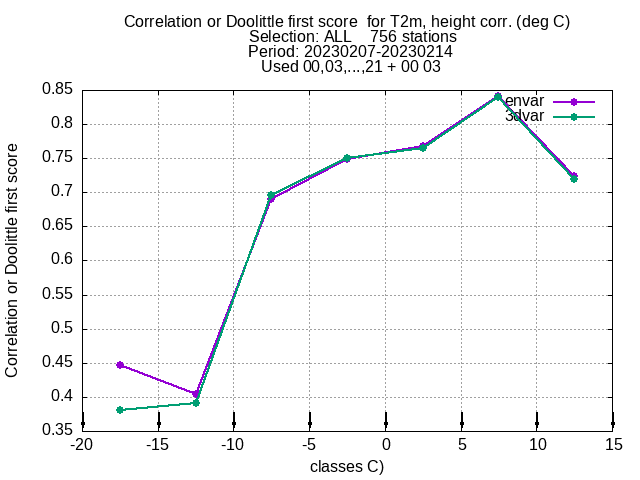 Correlation or Doolittle first score  for T2m, height corr. (deg C)
Selection: ALL    756 stations
Period: 20230207-20230214
Used 00,03,...,21 + 00 03
envar
3dvar
Correlation or Doolittle first score
0.85
0.8
0.75
0.7
0.65
0.6
0.55
0.5
0.45
0.4
0.35
-20 -15 -10 -5 0 5 10 15
classes C)